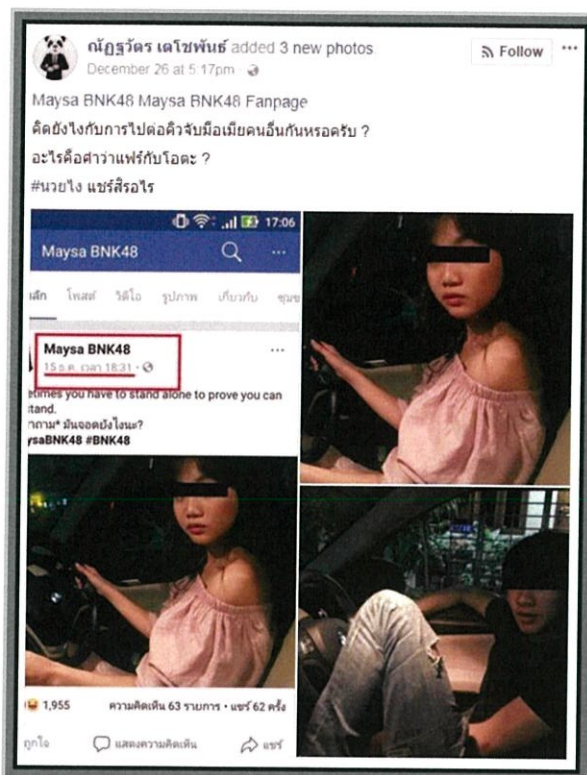 ณัฏฐวัตร เตโชพันธ์ added 3 new photos
Follow
December 26 at 5:17pm
Maysa BNK48 Maysa BNK48 Fanpage
คิดยังไงกับการไปต่อคิวจับมือเมียคนอื่นกันหรอครับ ?
อะไรคือคำว่าแฟร์กับโอตะ ?
#นวยไง แชร์สิ้รอไร
17:06
Maysa BNK48
โพสต์ วิดีโอ รูปภาพ เกี่ยวกับ
Maysa BNK48
15 ธ.ค. เวลา 18:31
etimes you have to stand alone to prove you can
tand.
าถาม* มันจอดยังไงนะ?
ysaBNK48 #BNK48
1,955 ความคิดเห็น 63 รายการ • แชร์ 62 ครั้ง
ถูกใจ แสดงความคิดเห็น แชร์